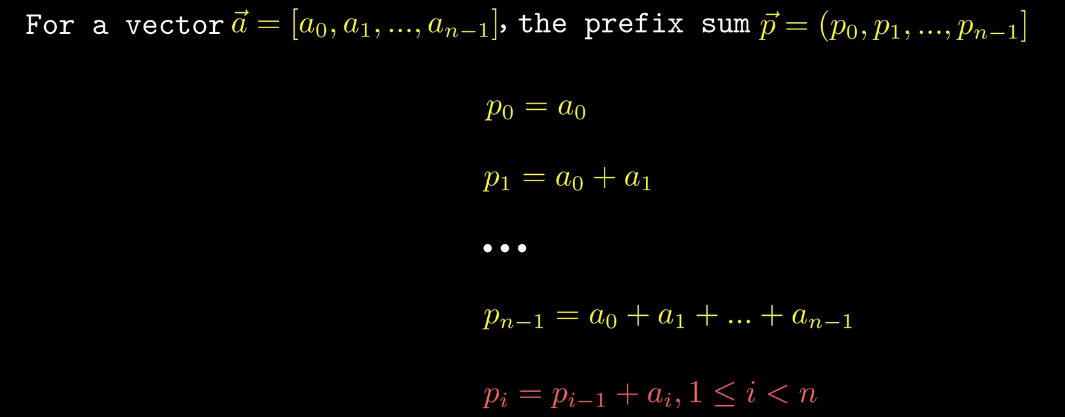 For a vector $\vec{a} = [a_0, a_1, ..., a_{n-1}]$, the prefix sum $\vec{p} = (p_0, p_1, ..., p_{n-1}]$
$p_0 = a_0$
$p_1 = a_0 + a_1$
...
$p_{n-1} = a_0 + a_1 + ... + a_{n-1}$
$p_i = p_{i-1} + a_i, 1 \leq i < n$